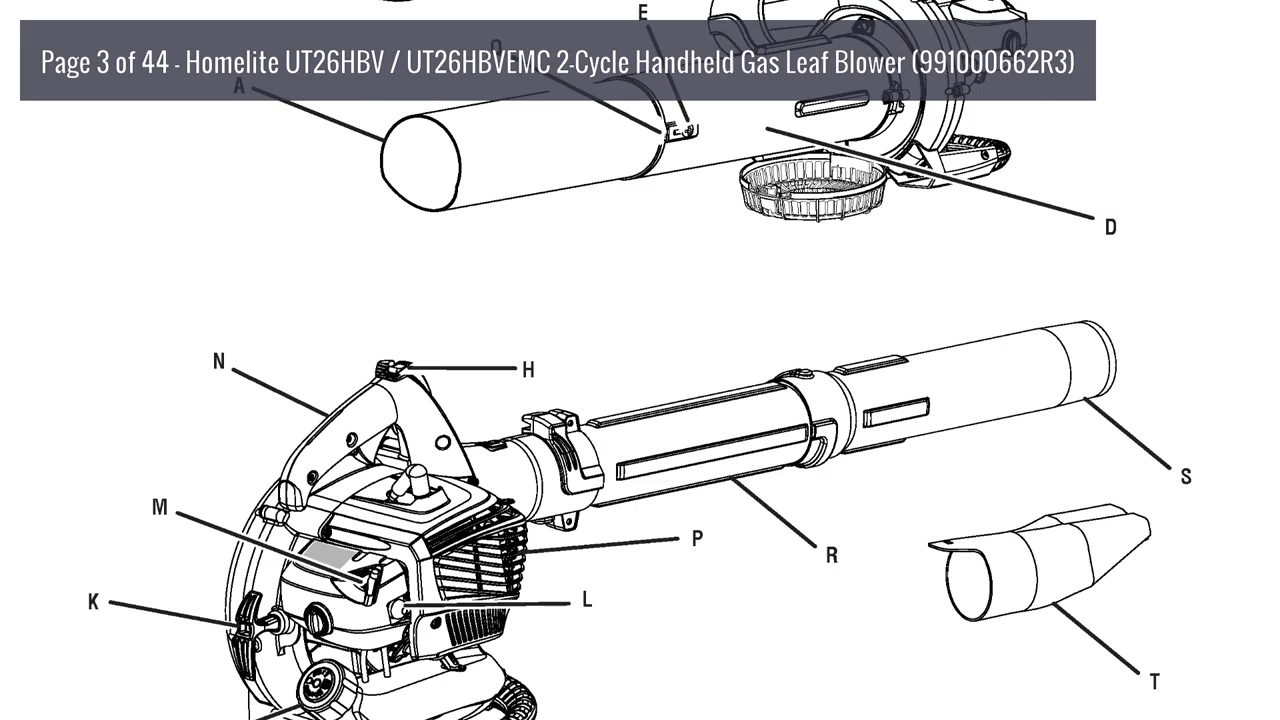 E
Page 3 of 44 - Homelite UT26HBV / UT26HBVEMC 2-Cycle Handheld Gas Leaf Blower (991000662R3)
A
D
N
H
S
M
P
R
K
L
T